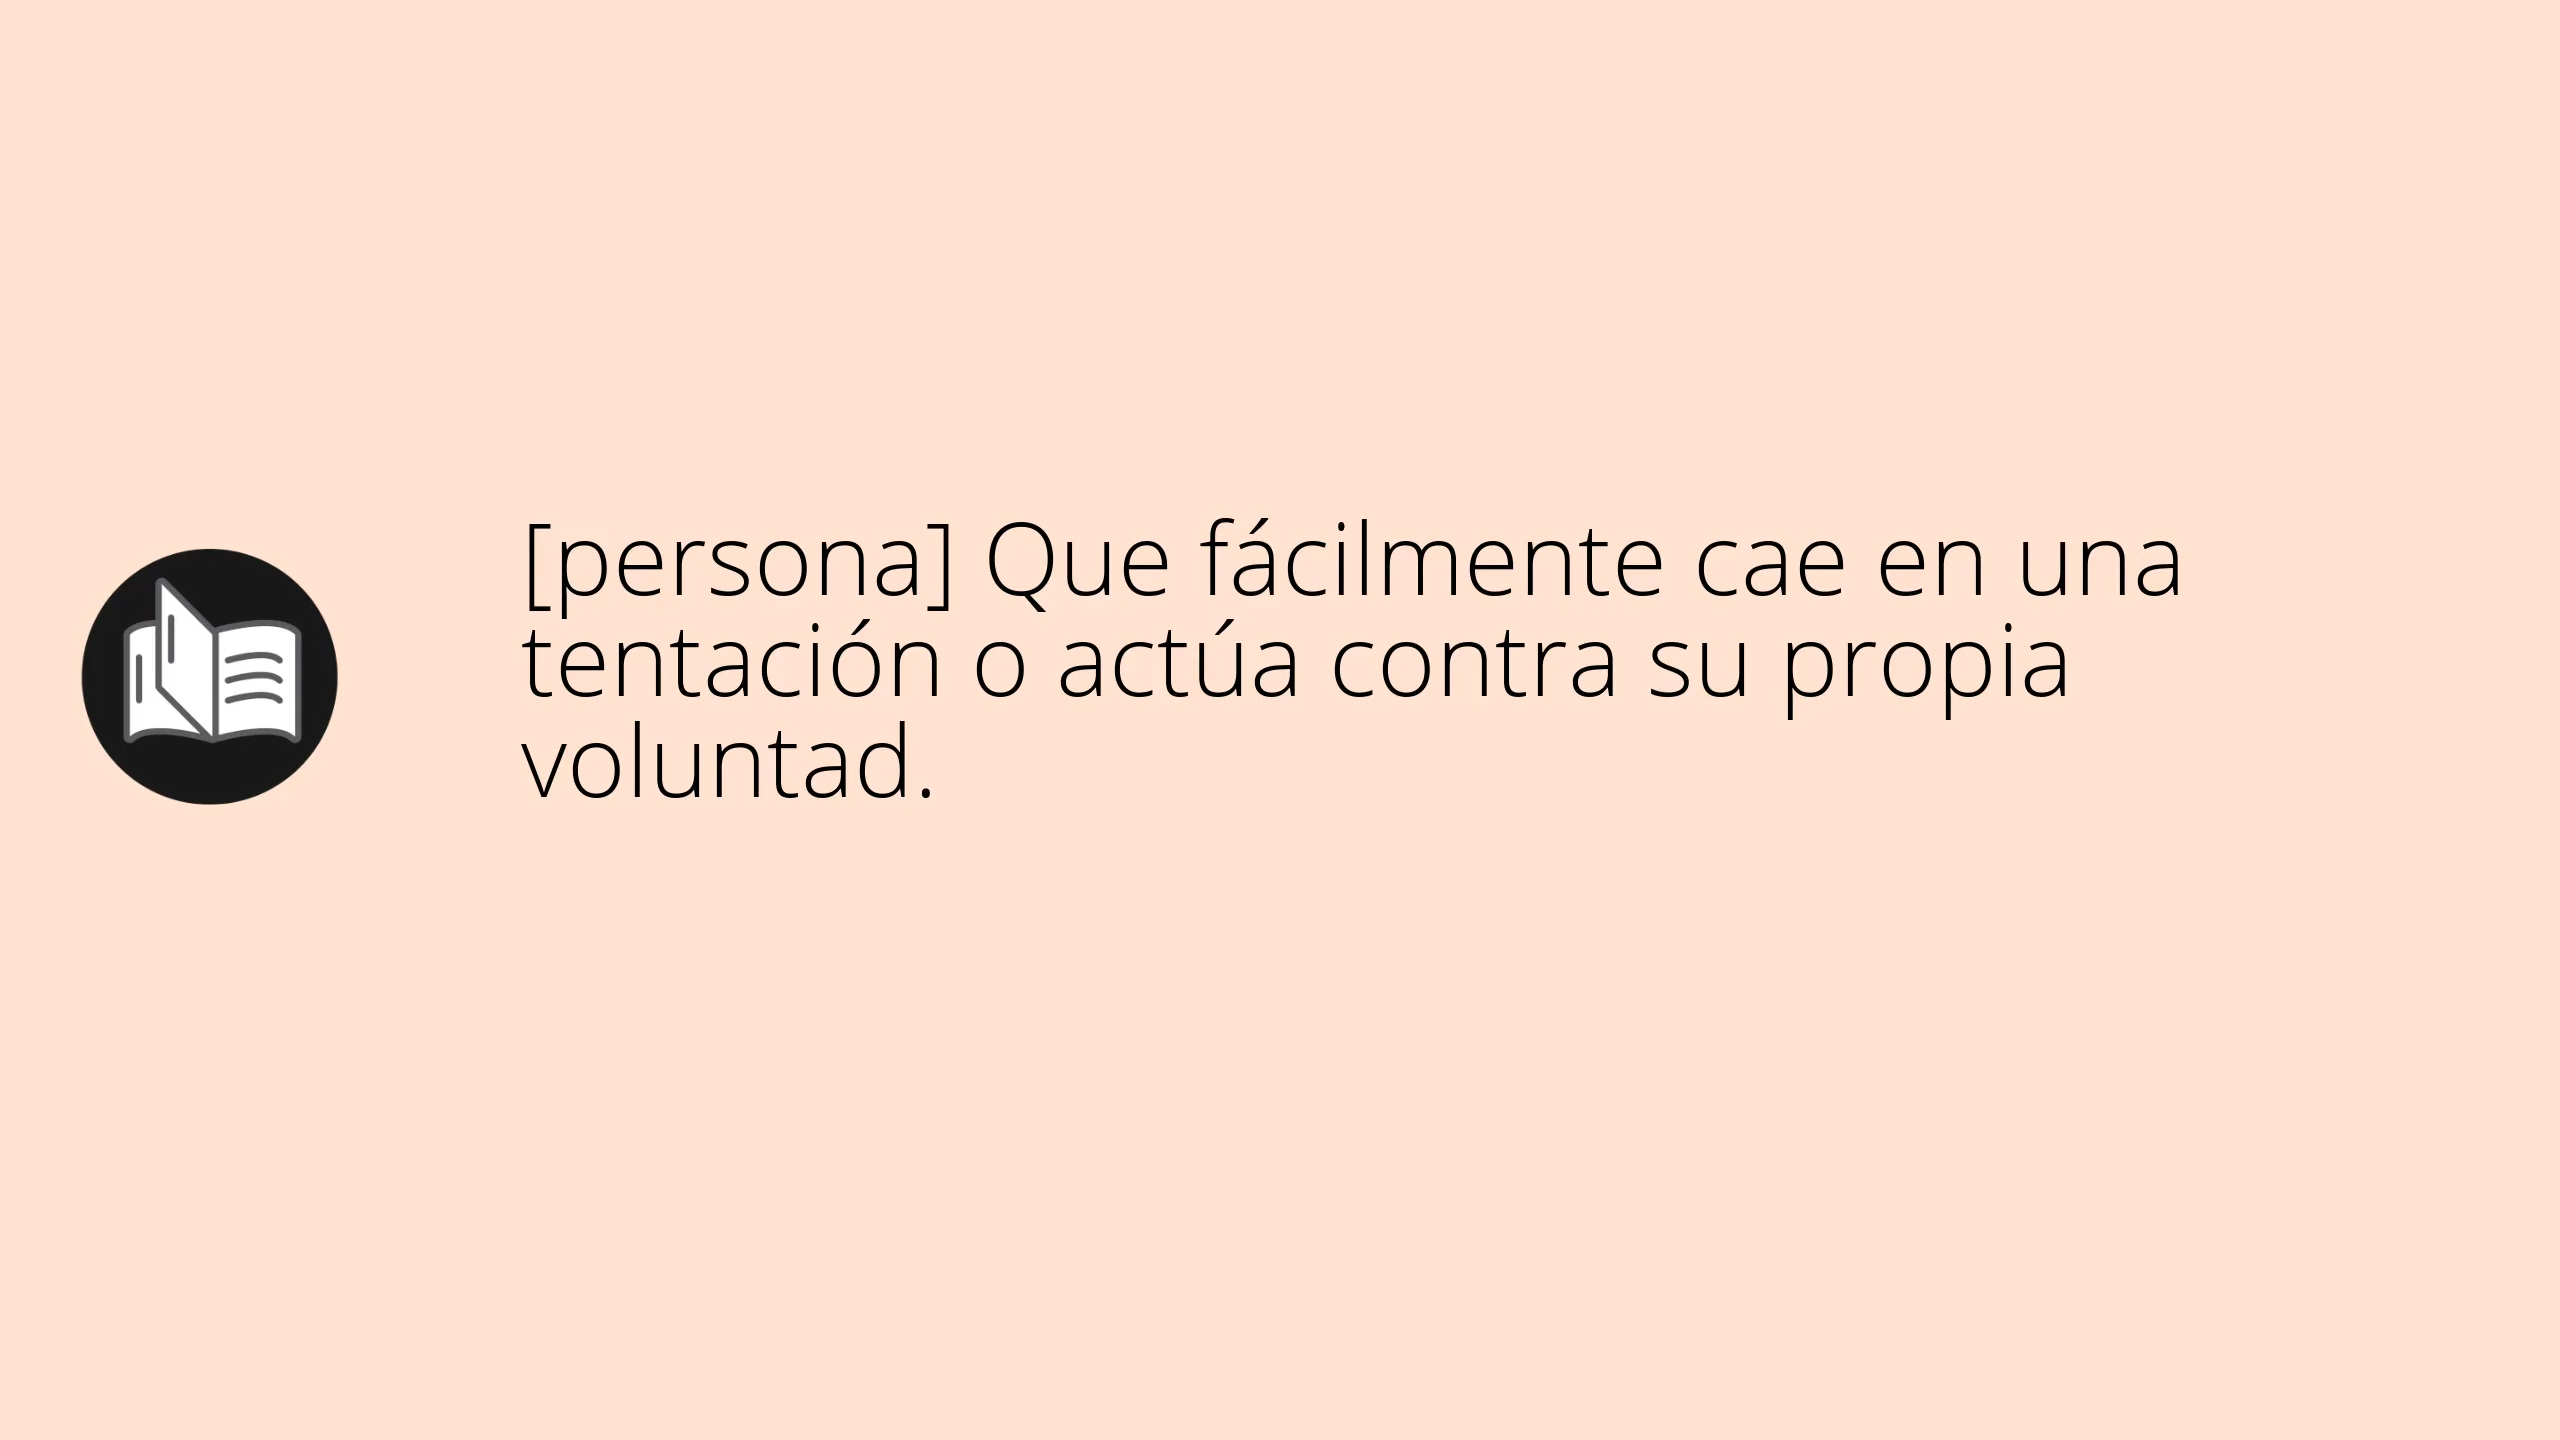 [persona] Que fácilmente cae en una
tentación o actúa contra su propia
voluntad.